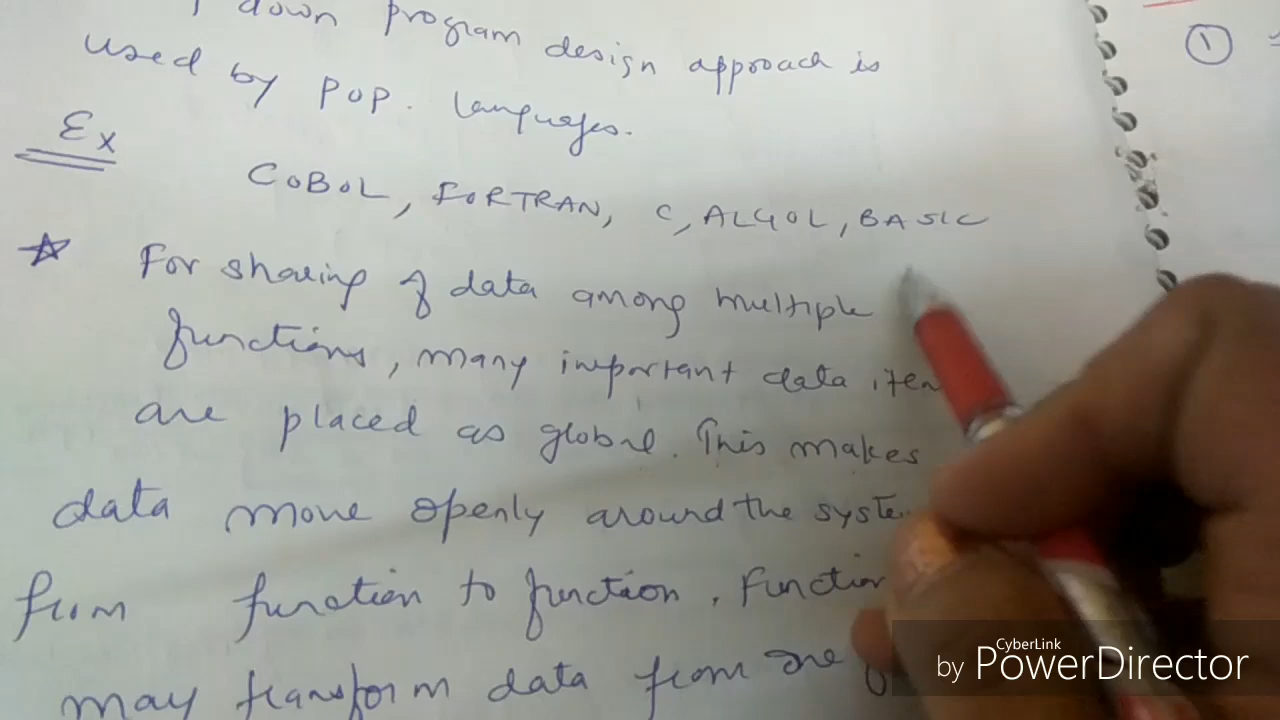 down program design approach is
used by POP. languages.
Ex
COBOL, FORTRAN, C, ALGOL, BASIC
For sharing of data among multiple
functions, many important data item
are placed as global. This makes
data move openly around the system
from function to function. Function
may transform data from one
1
CyberLink
by PowerDirector